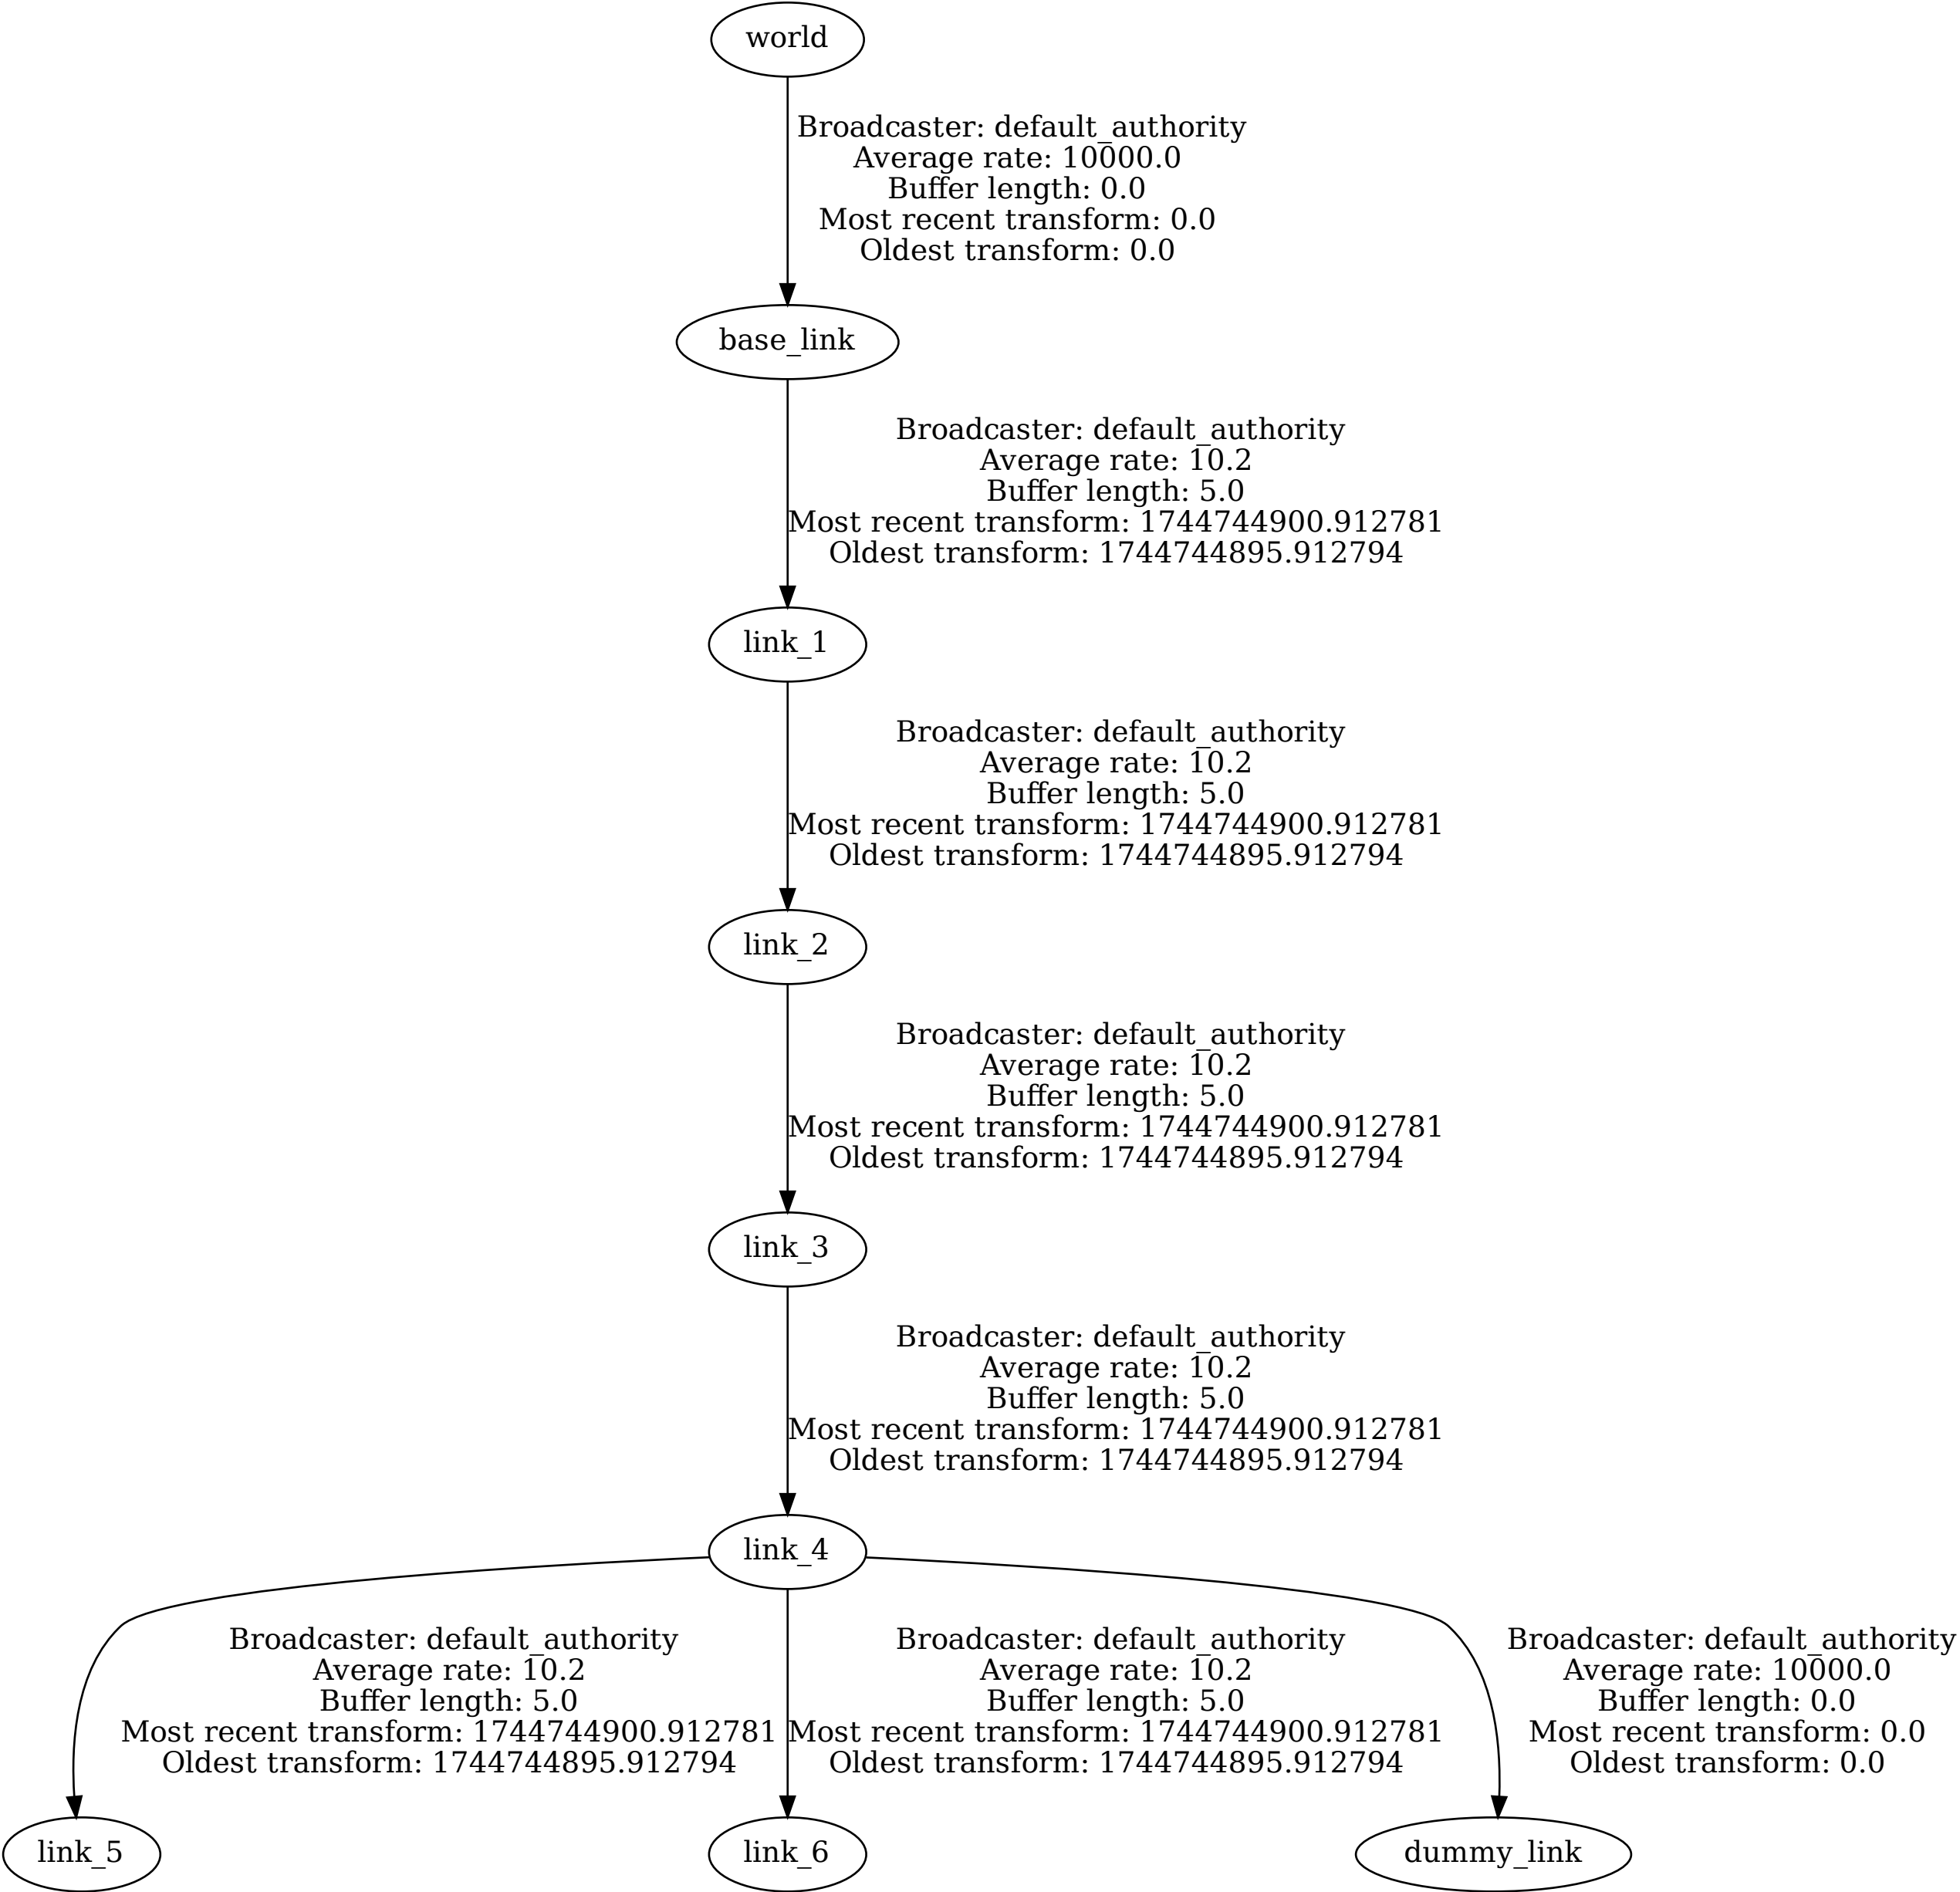 world
Broadcaster: default_authority
Average rate: 10000.0
Buffer length: 0.0
Most recent transform: 0.0
Oldest transform: 0.0
base_link
Broadcaster: default_authority
Average rate: 10.2
Buffer length: 5.0
Most recent transform: 1744744900.912781
Oldest transform: 1744744895.912794
link_1
Broadcaster: default_authority
Average rate: 10.2
Buffer length: 5.0
Most recent transform: 1744744900.912781
Oldest transform: 1744744895.912794
link_2
Broadcaster: default_authority
Average rate: 10.2
Buffer length: 5.0
Most recent transform: 1744744900.912781
Oldest transform: 1744744895.912794
link_3
Broadcaster: default_authority
Average rate: 10.2
Buffer length: 5.0
Most recent transform: 1744744900.912781
Oldest transform: 1744744895.912794
link_4
Broadcaster: default_authority
Average rate: 10.2
Buffer length: 5.0
Most recent transform: 1744744900.912781
Oldest transform: 1744744895.912794
Broadcaster: default_authority
Average rate: 10.2
Buffer length: 5.0
Most recent transform: 1744744900.912781
Oldest transform: 1744744895.912794
Broadcaster: default_authority
Average rate: 10000.0
Buffer length: 0.0
Most recent transform: 0.0
Oldest transform: 0.0
link_5
link_6
dummy_link